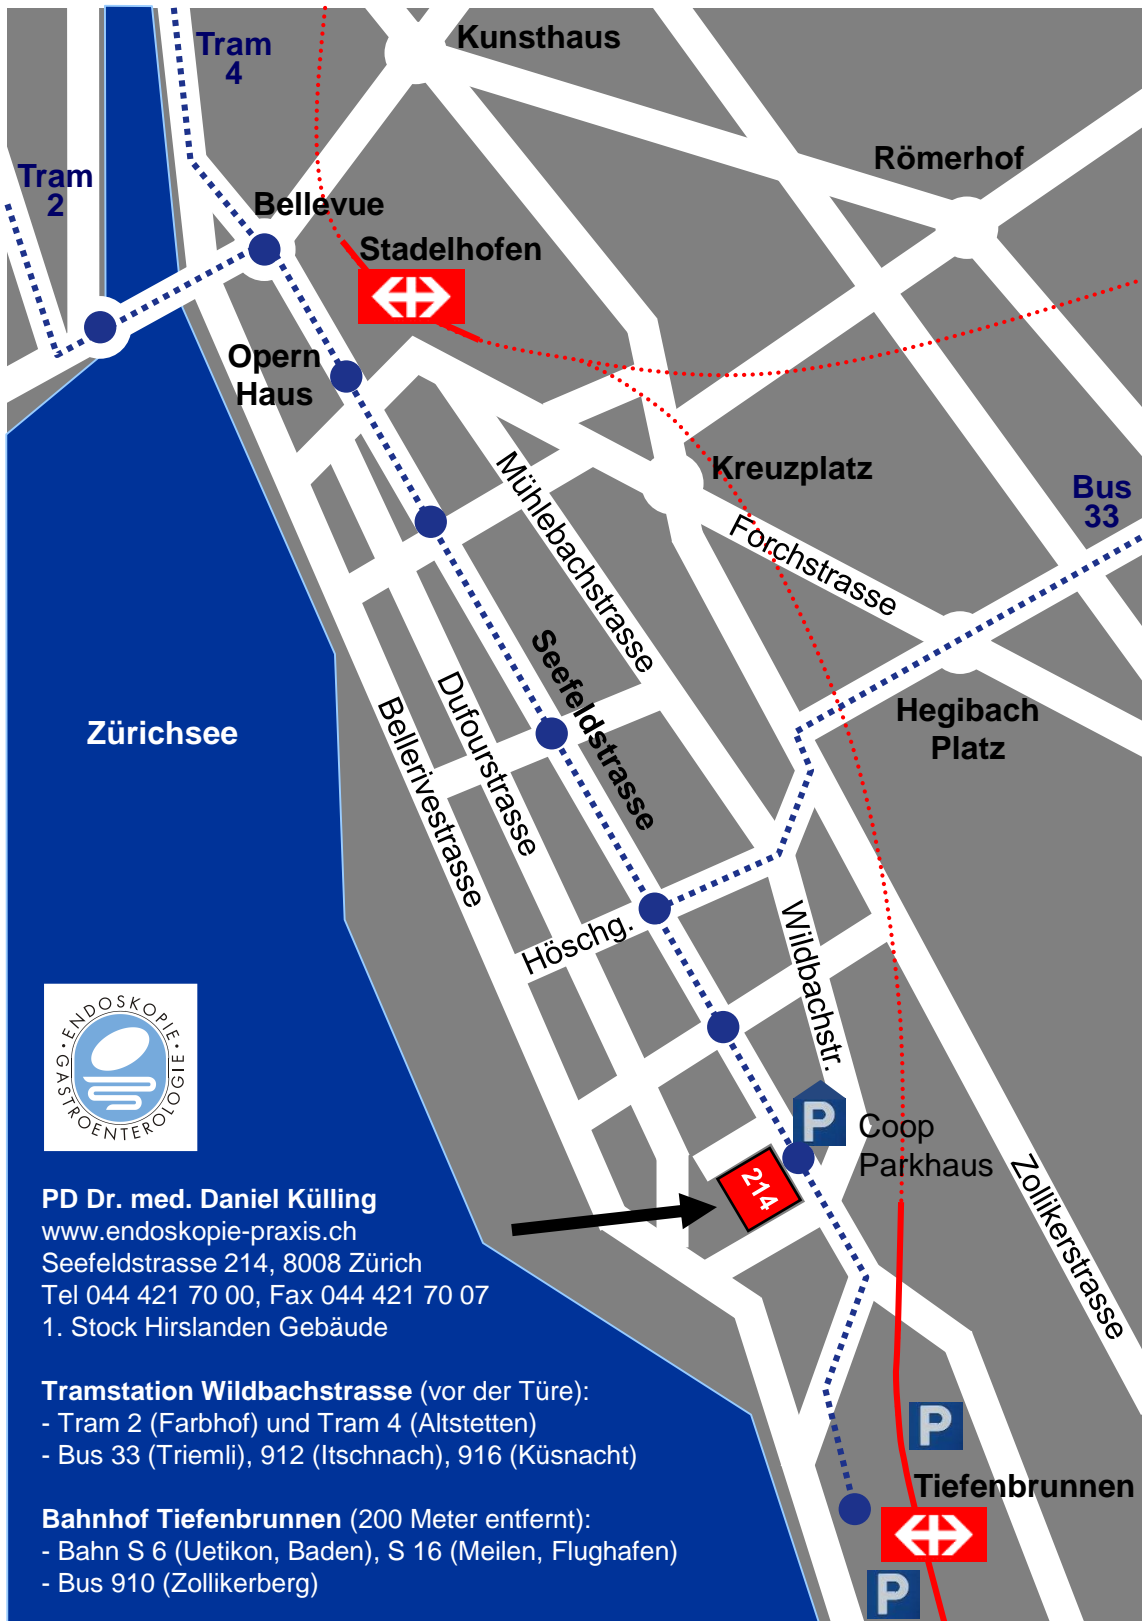 Kunsthaus
Tram
4
Römerhof
Tram
2
Bellevue
Stadelhofen
Opern
Haus
Kreuzplatz
Bus
33
Mühlebachstrasse
Forchstrasse
Seefeldstrasse
Dufourstrasse
Bellerivestrasse
Hegibach
Platz
Zürichsee
Höschg.
Wildbachstr.
ENDOSKOPIE •
GASTROENTEROLOGIE •
P
Coop
Parkhaus
214
Zollikerstrasse
PD Dr. med. Daniel Külling
www.endoskopie-praxis.ch
Seefeldstrasse 214, 8008 Zürich
Tel 044 421 70 00, Fax 044 421 70 07
1. Stock Hirslanden Gebäude
Tramstation Wildbachstrasse (vor der Türe):
- Tram 2 (Farbhof) und Tram 4 (Altstetten)
- Bus 33 (Triemli), 912 (Itschnach), 916 (Küsnacht)
P
Tiefenbrunnen
Bahnhof Tiefenbrunnen (200 Meter entfernt):
- Bahn S 6 (Uetikon, Baden), S 16 (Meilen, Flughafen)
- Bus 910 (Zollikerberg)
P